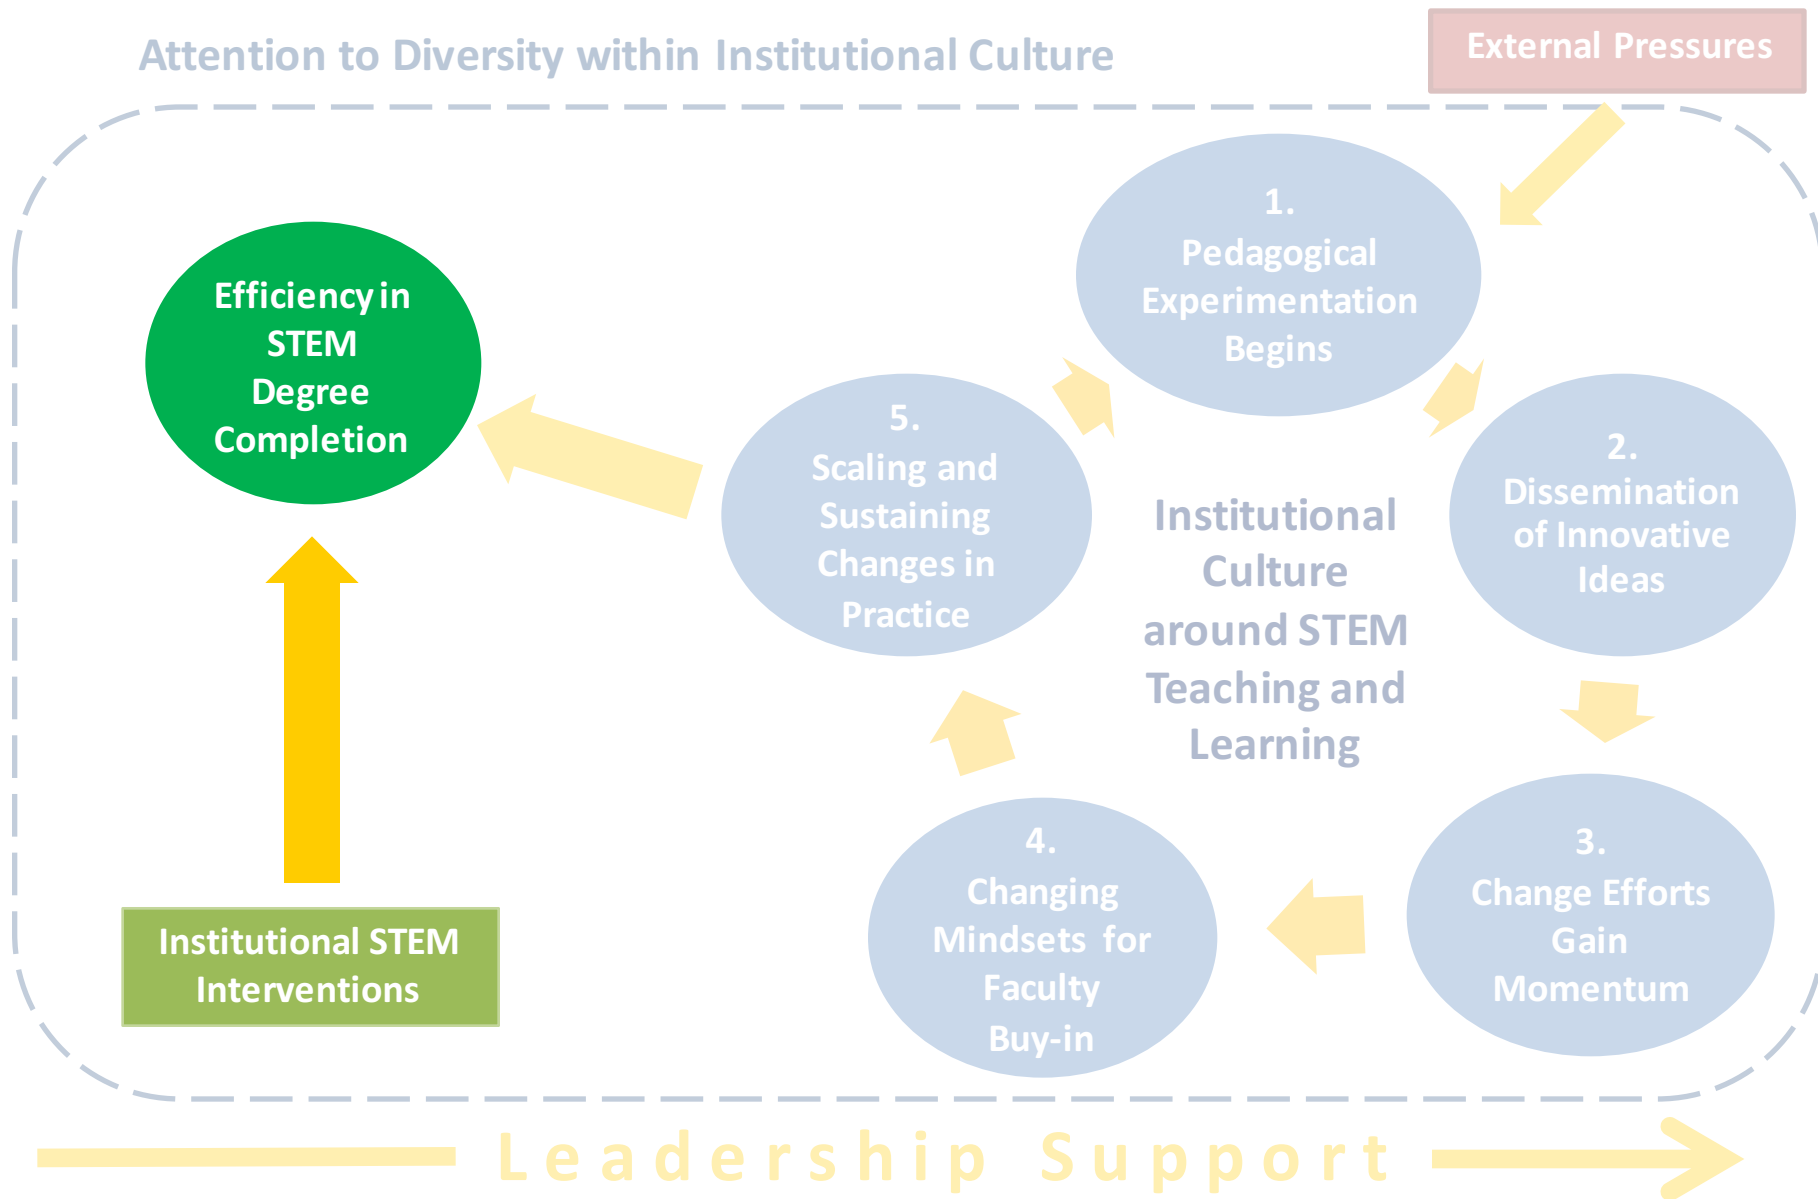 Attention to Diversity within Institutional Culture
External Pressures
1.
Pedagogical
Experimentation
Begins
2.
Dissemination
of Innovative
Ideas
3.
Change Efforts
Gain
Momentum
4.
Changing
Mindsets for
Faculty
Buy-in
5.
Scaling and
Sustaining
Changes in
Practice
Institutional
Culture
around STEM
Teaching and
Learning
Efficiency in
STEM
Degree
Completion
Institutional STEM
Interventions
Leadership Support